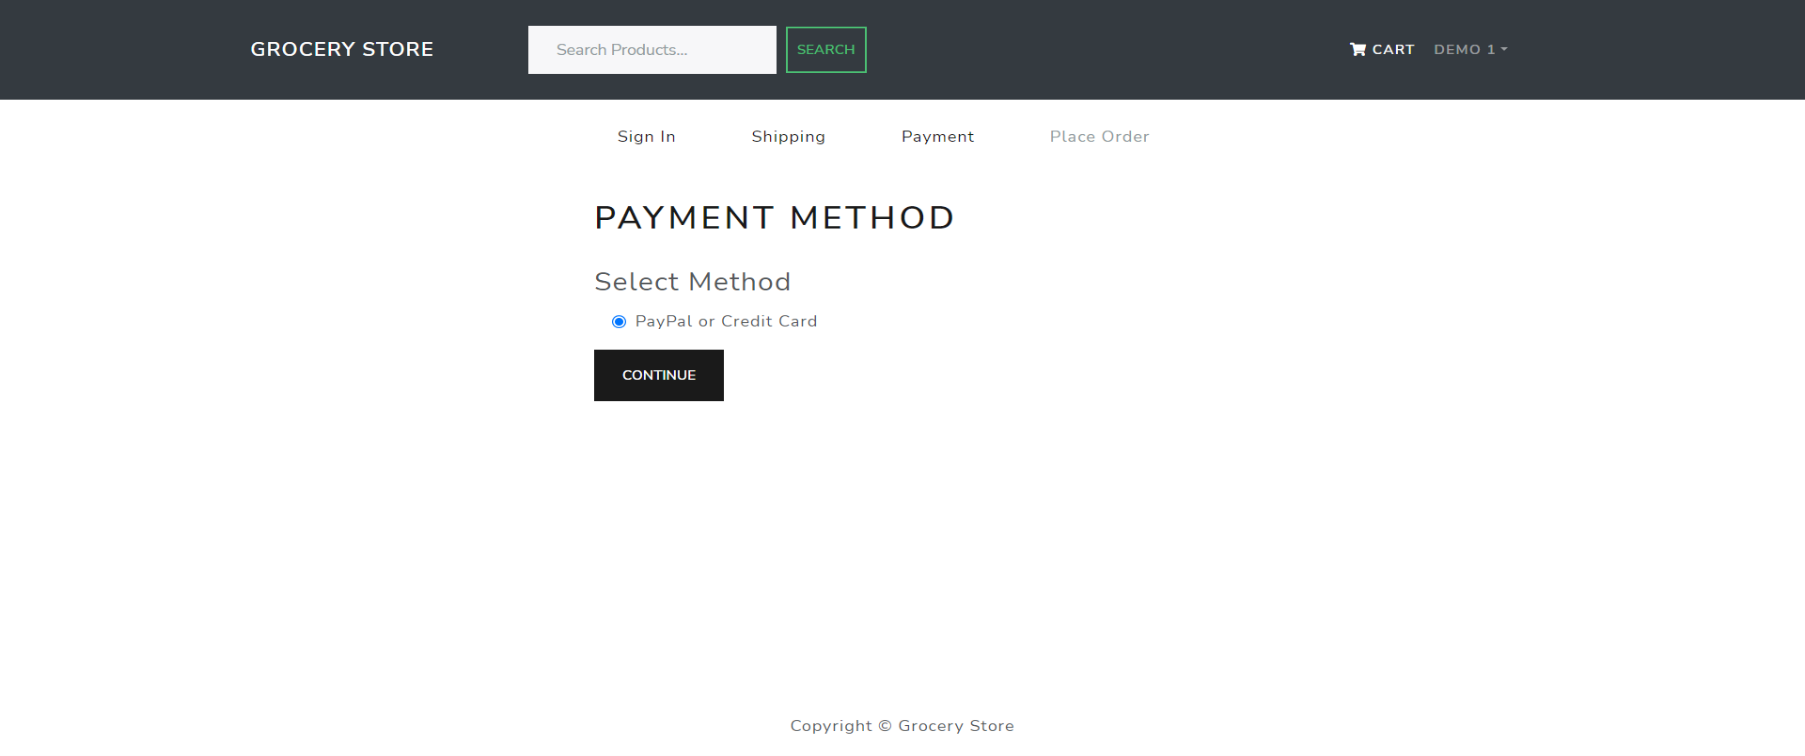 GROCERY STORE
Search Products...
SEARCH
CART
DEMO 1
Sign In
Shipping
Payment
Place Order
PAYMENT METHOD
Select Method
PayPal or Credit Card
CONTINUE
Copyright © Grocery Store